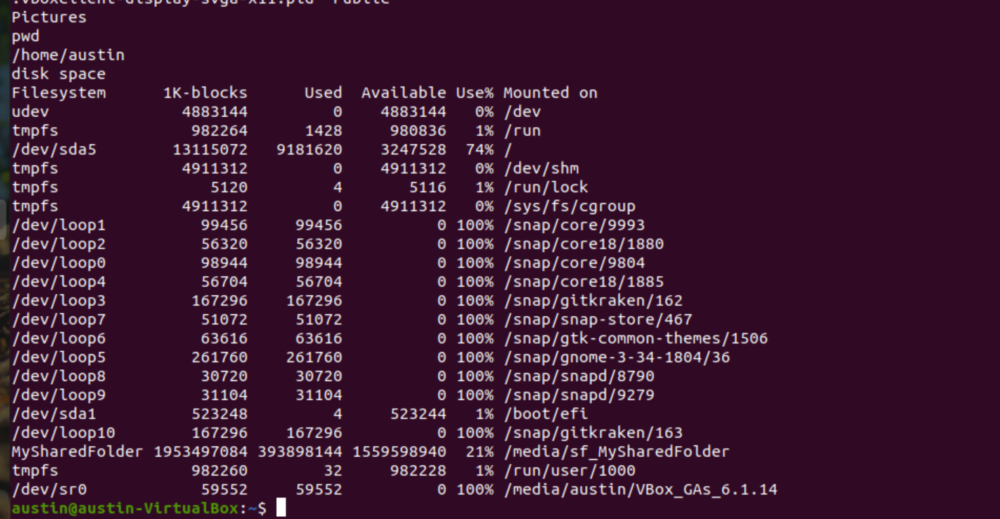 .vboxclient-display-svga-x11.pid  Public
Pictures
pwd
/home/austin
disk space
Filesystem      1K-blocks      Used  Available Use% Mounted on
udev              4883144         0    4883144   0% /dev
tmpfs              982264      1428     980836   1% /run
/dev/sda5        13115072   9181620    3247528  74% /
tmpfs             4911312         0    4911312   0% /dev/shm
tmpfs                5120         4       5116   1% /run/lock
tmpfs             4911312         0    4911312   0% /sys/fs/cgroup
/dev/loop1          99456     99456          0 100% /snap/core/9993
/dev/loop2          56320     56320          0 100% /snap/core18/1880
/dev/loop0          98944     98944          0 100% /snap/core/9804
/dev/loop4          56704     56704          0 100% /snap/core18/1885
/dev/loop3         167296    167296          0 100% /snap/gitkraken/162
/dev/loop7          51072     51072          0 100% /snap/snap-store/467
/dev/loop6          63616     63616          0 100% /snap/gtk-common-themes/1506
/dev/loop5         261760    261760          0 100% /snap/gnome-3-34-1804/36
/dev/loop8          30720     30720          0 100% /snap/snapd/8790
/dev/loop9          31104     31104          0 100% /snap/snapd/9279
/dev/sda1          523248         4     523244   1% /boot/efi
/dev/loop10        167296    167296          0 100% /snap/gitkraken/163
MySharedFolder 1953497084 393898144 1559598940  21% /media/sf_MySharedFolder
tmpfs              982260        32     982228   1% /run/user/1000
/dev/sr0            59552     59552          0 100% /media/austin/VBox_GAs_6.1.14
austin@austin-VirtualBox:~$